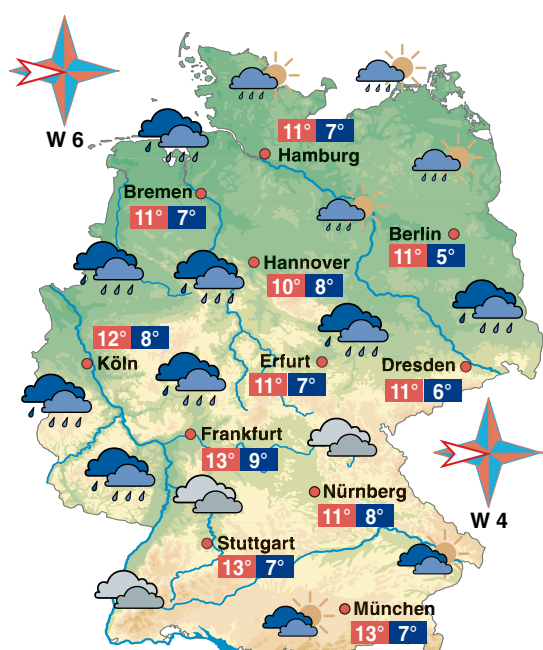 W 6
11° 7°
Hamburg
Bremen
11° 7°
Berlin
11° 5°
Hannover
10° 8°
12° 8°
Köln
Erfurt
11° 7°
Dresden
11° 6°
Frankfurt
13° 9°
Nürnberg
11° 8°
W 4
Stuttgart
13° 7°
München
13° 7°